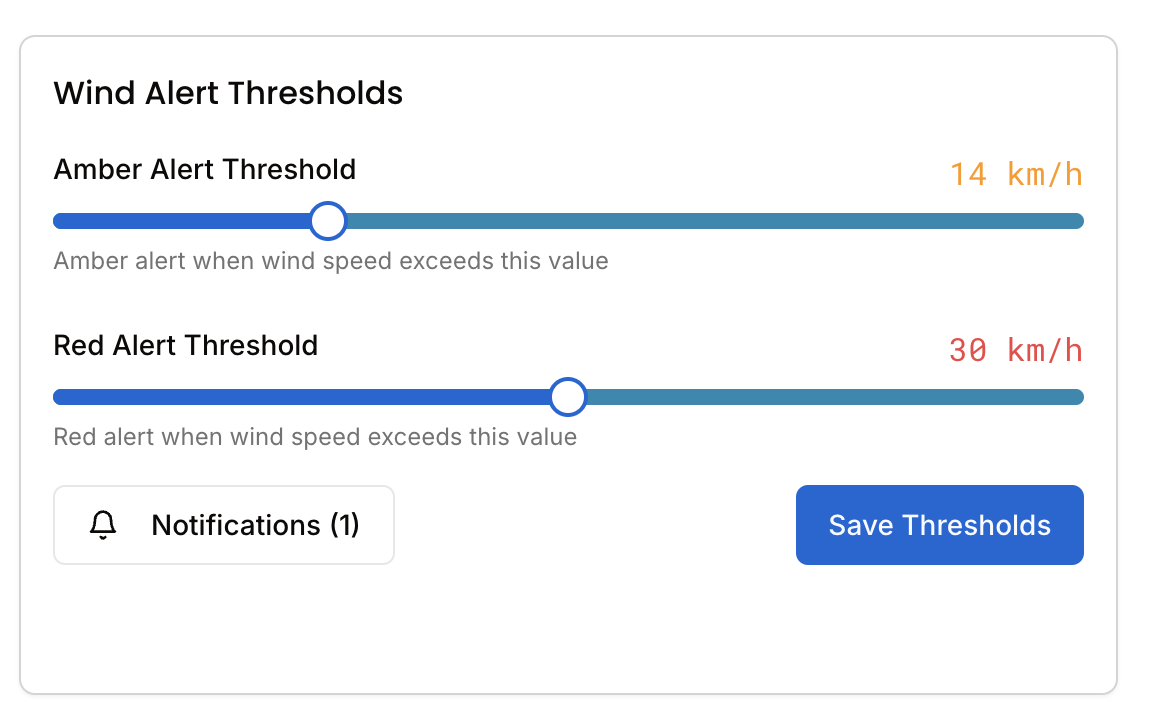 Wind Alert Thresholds
Amber Alert Threshold
14 km/h
Amber alert when wind speed exceeds this value
Red Alert Threshold
30 km/h
Red alert when wind speed exceeds this value
Notifications (1)
Save Thresholds